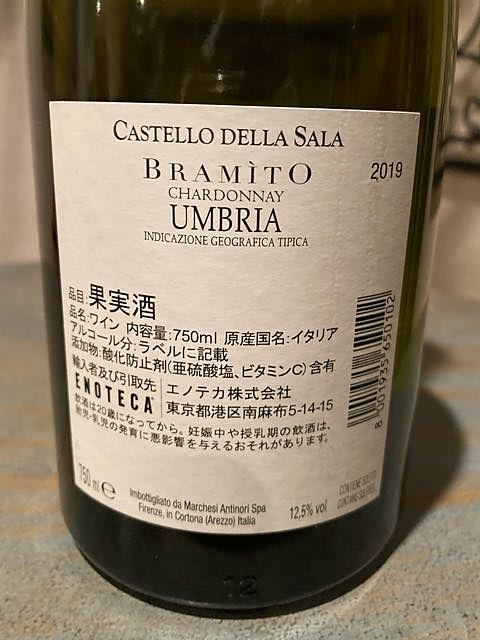 CASTELLO DELLA SALA
BRAMÌTO
2019
CHARDONNAY
UMBRIA
INDICAZIONE GEOGRAFICA TIPICA
品目:果実酒
品名:ワイン 内容量:750ml 原産国名:イタリア
アルコール分:ラベルに記載
添加物:酸化防止剤(亜硫酸塩、ビタミンC)含有
輸入者及び引取先
ENOTECA エノテカ株式会社
東京都港区南麻布5-14-15
飲酒は20歳になってから。妊娠中や授乳期の飲酒は、
胎児・乳児の発育に悪影響を与えるおそれがあります。
8 001935 650102
750 ml e
Imbottigliato da Marchesi Antinori Spa
Firenze, in Cortona (Arezzo) Italia
12,5% vol
CONTIENE SOLFITI
CONTAINS SULFITES
12